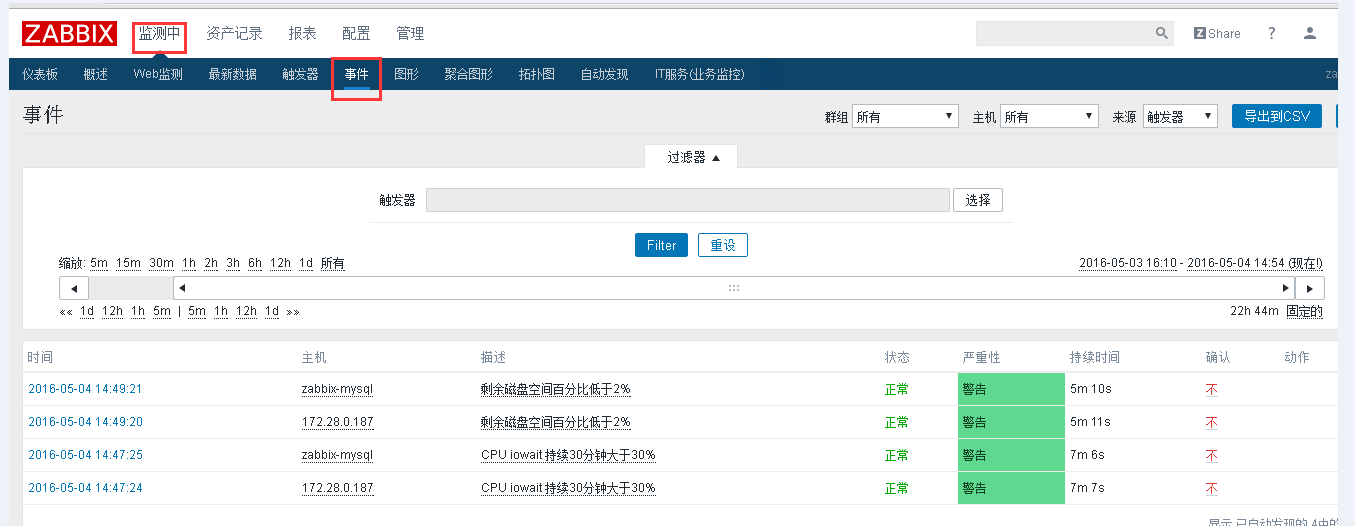 ZABBIX 监测中 资产记录 报表 配置 管理 Z Share ?
仪表板 概述 Web监测 最新数据 触发器 事件 图形 聚合图形 拓扑图 自动发现 IT服务(业务监控) za
事件 群组 所有 主机 所有 来源 触发器 导出到CSV
过滤器
触发器 选择
Filter 重设
缩放: 5m 15m 30m 1h 2h 3h 6h 12h 1d 所有 2016-05-03 16:10 - 2016-05-04 14:54 (现在!)
«« 1d 12h 1h 5m | 5m 1h 12h 1d »» 22h 44m 固定的
时间 主机 描述 状态 严重性 持续时间 确认 动作
2016-05-04 14:49:21 zabbix-mysql 剩余磁盘空间百分比低于2% 正常 警告 5m 10s 不
2016-05-04 14:49:20 172.28.0.187 剩余磁盘空间百分比低于2% 正常 警告 5m 11s 不
2016-05-04 14:47:25 zabbix-mysql CPU iowait 持续30分钟大于30% 正常 警告 7m 6s 不
2016-05-04 14:47:24 172.28.0.187 CPU iowait 持续30分钟大于30% 正常 警告 7m 7s 不
显示 已自动发现的 4中的